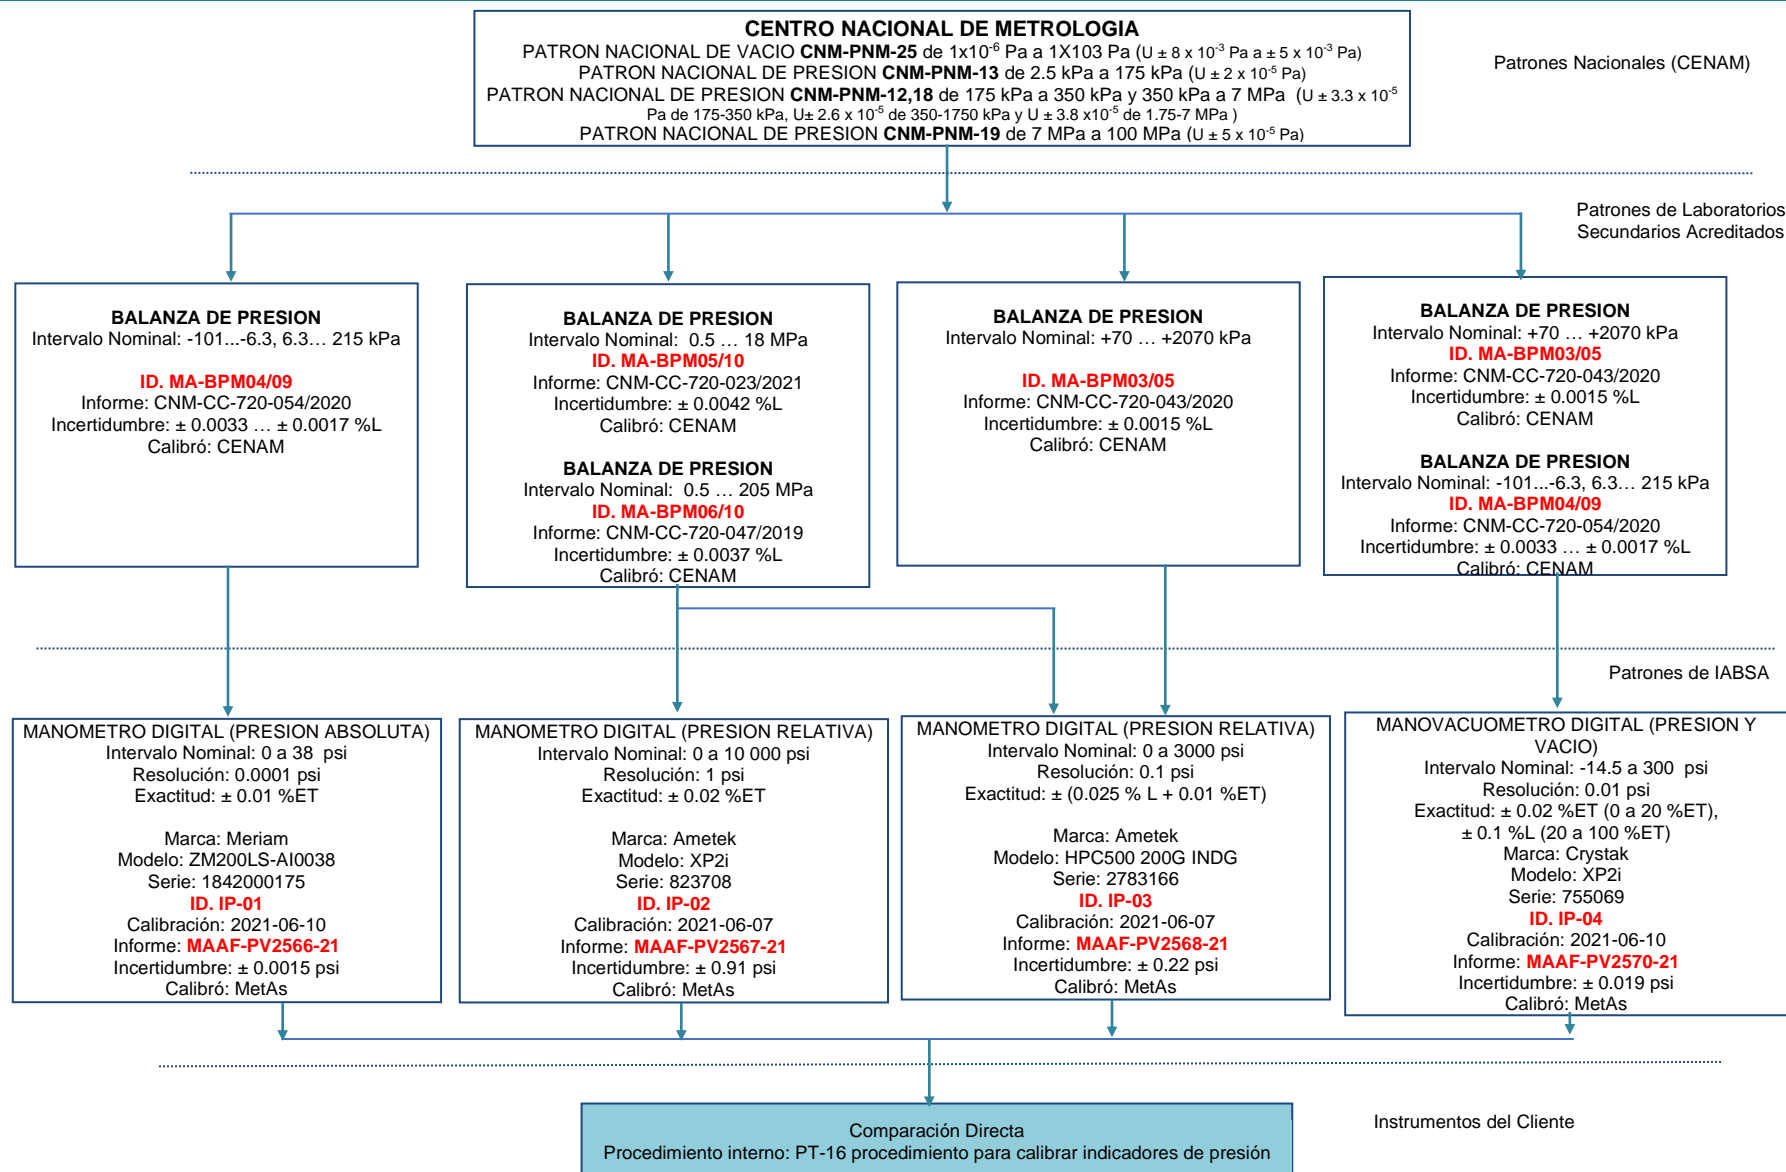 CENTRO NACIONAL DE METROLOGIA
PATRON NACIONAL DE VACIO CNM-PNM-25 de 1x10⁻⁶ Pa a 1X103 Pa (U ± 8 x 10⁻³ Pa a ± 5 x 10⁻³ Pa)
PATRON NACIONAL DE PRESION CNM-PNM-13 de 2.5 kPa a 175 kPa (U ± 2 x 10⁻⁵ Pa)
PATRON NACIONAL DE PRESION CNM-PNM-12,18 de 175 kPa a 350 kPa y 350 kPa a 7 MPa (U ± 3.3 x 10⁻⁵
Pa de 175-350 kPa, U± 2.6 x 10⁻⁵ de 350-1750 kPa y U ± 3.8 x10⁻⁵ de 1.75-7 MPa )
PATRON NACIONAL DE PRESION CNM-PNM-19 de 7 MPa a 100 MPa (U ± 5 x 10⁻⁵ Pa)
Patrones Nacionales (CENAM)
Patrones de Laboratorios
Secundarios Acreditados
BALANZA DE PRESION
Intervalo Nominal: -101...-6.3, 6.3… 215 kPa
ID. MA-BPM04/09
Informe: CNM-CC-720-054/2020
Incertidumbre: ± 0.0033 … ± 0.0017 %L
Calibró: CENAM
BALANZA DE PRESION
Intervalo Nominal: 0.5 … 18 MPa
ID. MA-BPM05/10
Informe: CNM-CC-720-023/2021
Incertidumbre: ± 0.0042 %L
Calibró: CENAM
BALANZA DE PRESION
Intervalo Nominal: 0.5 … 205 MPa
ID. MA-BPM06/10
Informe: CNM-CC-720-047/2019
Incertidumbre: ± 0.0037 %L
Calibró: CENAM
BALANZA DE PRESION
Intervalo Nominal: +70 … +2070 kPa
ID. MA-BPM03/05
Informe: CNM-CC-720-043/2020
Incertidumbre: ± 0.0015 %L
Calibró: CENAM
BALANZA DE PRESION
Intervalo Nominal: +70 … +2070 kPa
ID. MA-BPM03/05
Informe: CNM-CC-720-043/2020
Incertidumbre: ± 0.0015 %L
Calibró: CENAM
BALANZA DE PRESION
Intervalo Nominal: -101...-6.3, 6.3… 215 kPa
ID. MA-BPM04/09
Informe: CNM-CC-720-054/2020
Incertidumbre: ± 0.0033 … ± 0.0017 %L
Calibró: CENAM
Patrones de IABSA
MANOMETRO DIGITAL (PRESION ABSOLUTA)
Intervalo Nominal: 0 a 38 psi
Resolución: 0.0001 psi
Exactitud: ± 0.01 %ET
Marca: Meriam
Modelo: ZM200LS-AI0038
Serie: 1842000175
ID. IP-01
Calibración: 2021-06-10
Informe: MAAF-PV2566-21
Incertidumbre: ± 0.0015 psi
Calibró: MetAs
MANOMETRO DIGITAL (PRESION RELATIVA)
Intervalo Nominal: 0 a 10 000 psi
Resolución: 1 psi
Exactitud: ± 0.02 %ET
Marca: Ametek
Modelo: XP2i
Serie: 823708
ID. IP-02
Calibración: 2021-06-07
Informe: MAAF-PV2567-21
Incertidumbre: ± 0.91 psi
Calibró: MetAs
MANOMETRO DIGITAL (PRESION RELATIVA)
Intervalo Nominal: 0 a 3000 psi
Resolución: 0.1 psi
Exactitud: ± (0.025 % L + 0.01 %ET)
Marca: Ametek
Modelo: HPC500 200G INDG
Serie: 2783166
ID. IP-03
Calibración: 2021-06-07
Informe: MAAF-PV2568-21
Incertidumbre: ± 0.22 psi
Calibró: MetAs
MANOVACUOMETRO DIGITAL (PRESION Y
VACIO)
Intervalo Nominal: -14.5 a 300 psi
Resolución: 0.01 psi
Exactitud: ± 0.02 %ET (0 a 20 %ET),
± 0.1 %L (20 a 100 %ET)
Marca: Crystak
Modelo: XP2i
Serie: 755069
ID. IP-04
Calibración: 2021-06-10
Informe: MAAF-PV2570-21
Incertidumbre: ± 0.019 psi
Calibró: MetAs
Instrumentos del Cliente
Comparación Directa
Procedimiento interno: PT-16 procedimiento para calibrar indicadores de presión